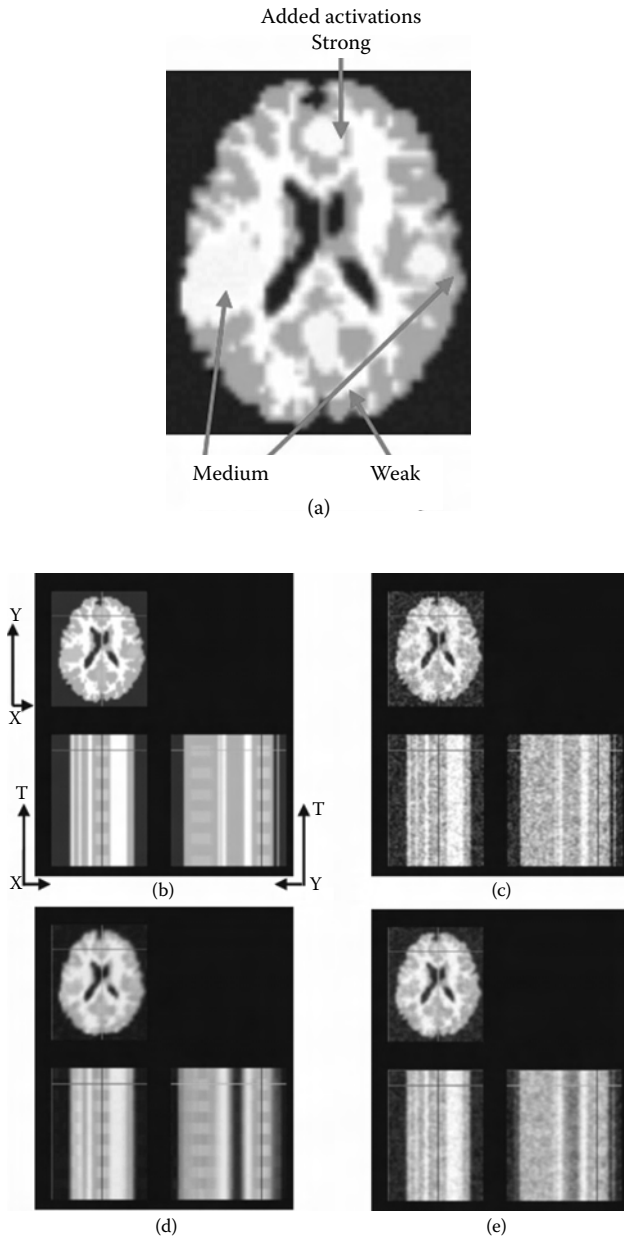 Added activations
Strong
Medium
Weak
(a)
Y
X
T
X
T
Y
(b)
(c)
(d)
(e)